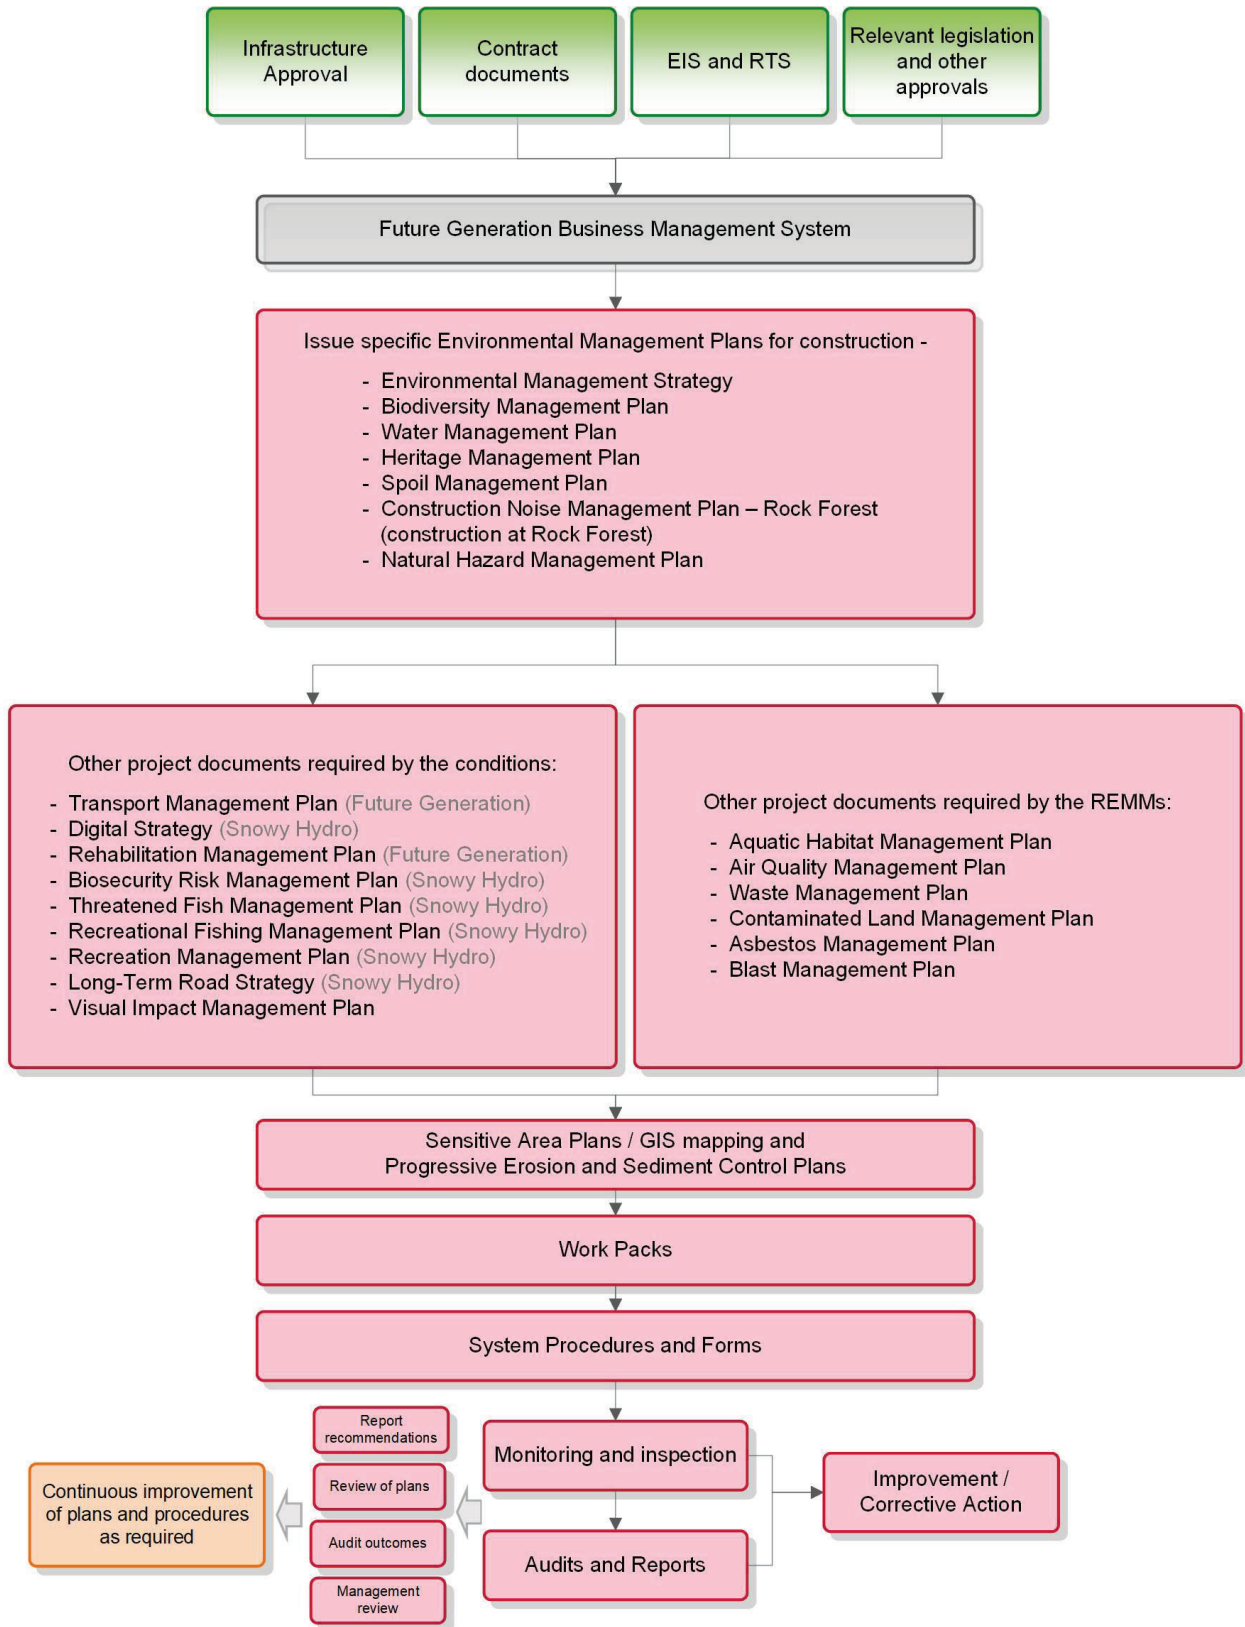 Infrastructure
Approval
Contract
documents
EIS and RTS
Relevant legislation
and other
approvals
Future Generation Business Management System
Issue specific Environmental Management Plans for construction -
- Environmental Management Strategy
- Biodiversity Management Plan
- Water Management Plan
- Heritage Management Plan
- Spoil Management Plan
- Construction Noise Management Plan – Rock Forest
(construction at Rock Forest)
- Natural Hazard Management Plan
Other project documents required by the conditions:
- Transport Management Plan (Future Generation)
- Digital Strategy (Snowy Hydro)
- Rehabilitation Management Plan (Future Generation)
- Biosecurity Risk Management Plan (Snowy Hydro)
- Threatened Fish Management Plan (Snowy Hydro)
- Recreational Fishing Management Plan (Snowy Hydro)
- Recreation Management Plan (Snowy Hydro)
- Long-Term Road Strategy (Snowy Hydro)
- Visual Impact Management Plan
Other project documents required by the REMMs:
- Aquatic Habitat Management Plan
- Air Quality Management Plan
- Waste Management Plan
- Contaminated Land Management Plan
- Asbestos Management Plan
- Blast Management Plan
Sensitive Area Plans / GIS mapping and
Progressive Erosion and Sediment Control Plans
Work Packs
System Procedures and Forms
Monitoring and inspection
Audits and Reports
Improvement /
Corrective Action
Report
recommendations
Review of plans
Audit outcomes
Management
review
Continuous improvement
of plans and procedures
as required